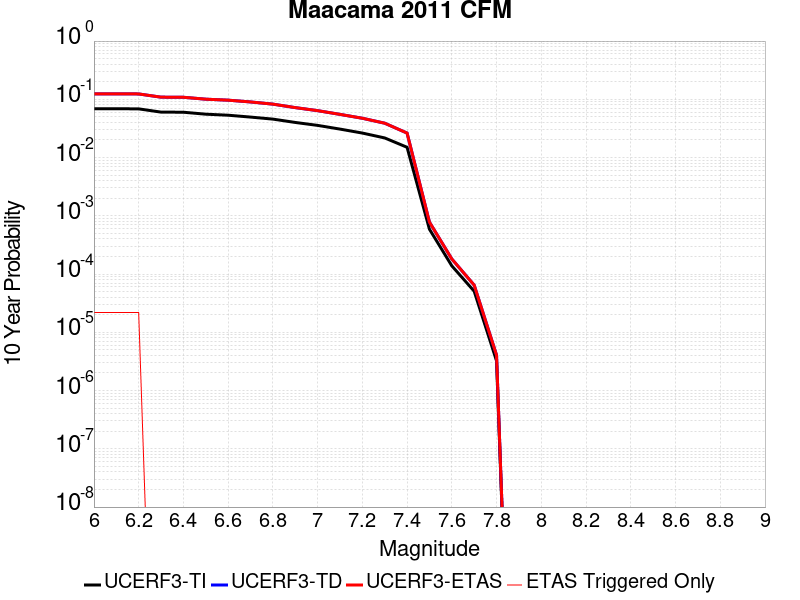 Maacama 2011 CFM
10 Year Probability
10^0
10^-1
10^-2
10^-3
10^-4
10^-5
10^-6
10^-7
10^-8
6 6.2 6.4 6.6 6.8 7 7.2 7.4 7.6 7.8 8 8.2 8.4 8.6 8.8 9
Magnitude
UCERF3-TI UCERF3-TD UCERF3-ETAS ETAS Triggered Only